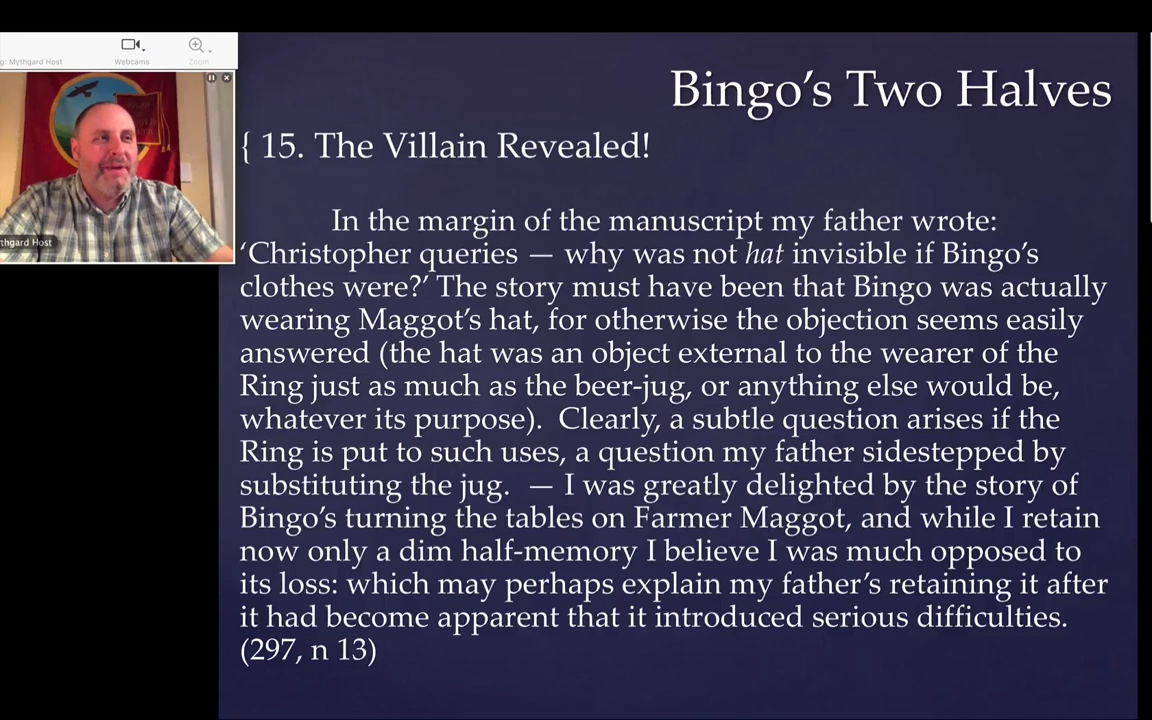 g: Mythgard Host
Webcams
Zoom
thgard Host
Bingo’s Two Halves
{ 15. The Villain Revealed!
In the margin of the manuscript my father wrote:
‘Christopher queries — why was not hat invisible if Bingo’s
clothes were?’ The story must have been that Bingo was actually
wearing Maggot’s hat, for otherwise the objection seems easily
answered (the hat was an object external to the wearer of the
Ring just as much as the beer-jug, or anything else would be,
whatever its purpose).  Clearly, a subtle question arises if the
Ring is put to such uses, a question my father sidestepped by
substituting the jug.  — I was greatly delighted by the story of
Bingo’s turning the tables on Farmer Maggot, and while I retain
now only a dim half-memory I believe I was much opposed to
its loss: which may perhaps explain my father’s retaining it after
it had become apparent that it introduced serious difficulties.
(297, n 13)